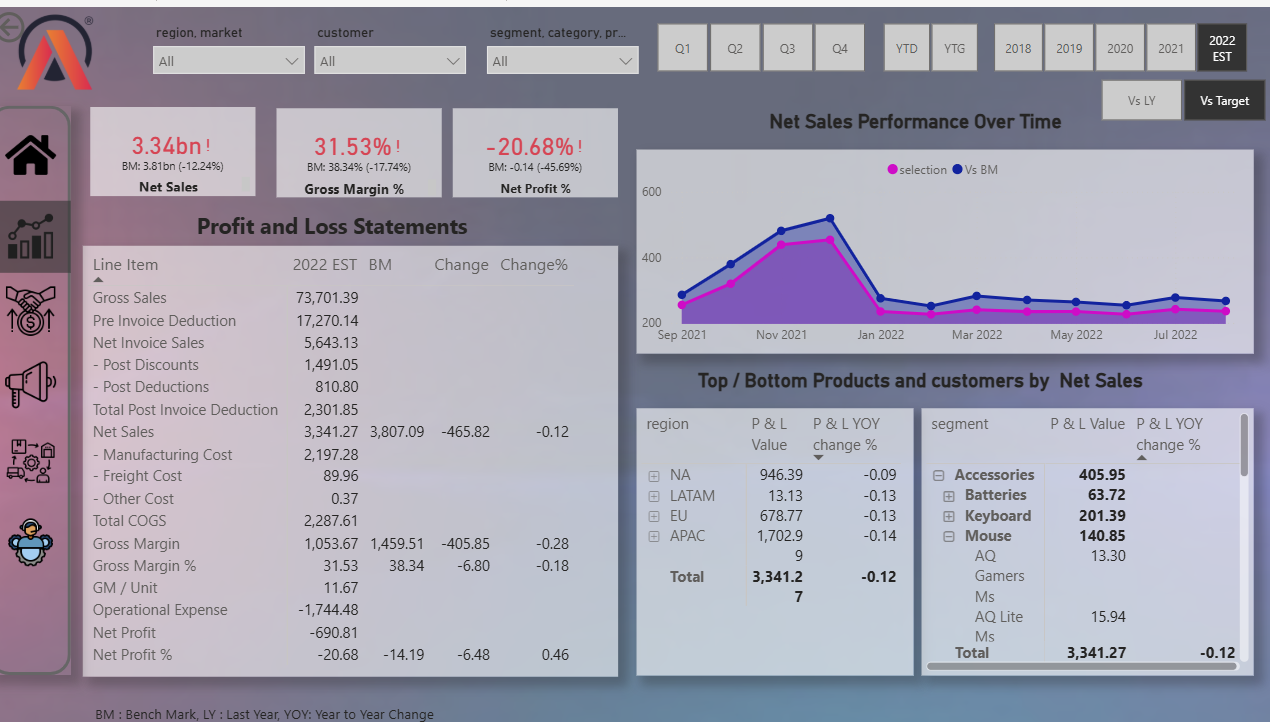 ®
region, market
customer
segment, category, pr...
All
All
All
Q1
Q2
Q3
Q4
YTD
YTG
2018
2019
2020
2021
2022
EST
Vs LY
Vs Target
3.34bn !
BM: 3.81bn (-12.24%)
Net Sales
31.53% !
BM: 38.34% (-17.74%)
Gross Margin %
-20.68% !
BM: -0.14 (-45.69%)
Net Profit %
Profit and Loss Statements
Line Item 2022 EST BM Change Change%
Gross Sales 73,701.39
Pre Invoice Deduction 17,270.14
Net Invoice Sales 5,643.13
- Post Discounts 1,491.05
- Post Deductions 810.80
Total Post Invoice Deduction 2,301.85
Net Sales 3,341.27 3,807.09 -465.82 -0.12
- Manufacturing Cost 2,197.28
- Freight Cost 89.96
- Other Cost 0.37
Total COGS 2,287.61
Gross Margin 1,053.67 1,459.51 -405.85 -0.28
Gross Margin % 31.53 38.34 -6.80 -0.18
GM / Unit 11.67
Operational Expense -1,744.48
Net Profit -690.81
Net Profit % -20.68 -14.19 -6.48 0.46
Net Sales Performance Over Time
selection Vs BM
600
400
200
Sep 2021 Nov 2021 Jan 2022 Mar 2022 May 2022 Jul 2022
Top / Bottom Products and customers by Net Sales
region P & L P & L YOY
Value change %
NA 946.39 -0.09
LATAM 13.13 -0.13
EU 678.77 -0.13
APAC 1,702.9 -0.14
9
Total 3,341.2 -0.12
7
segment P & L Value P & L YOY
change %
Accessories 405.95
Batteries 63.72
Keyboard 201.39
Mouse 140.85
AQ 13.30
Gamers
Ms
AQ Lite 15.94
Ms
Total 3,341.27 -0.12
BM : Bench Mark, LY : Last Year, YOY: Year to Year Change